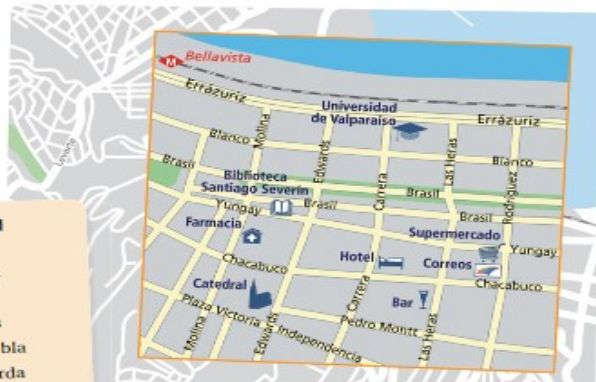 Bellavista
Errázuriz
Universidad
de Valparaíso
Errázuriz
Molina
Blanco
Edwards
Las Heras
Blanco
Levarte
Brasil
Biblioteca
Santiago Severín
Carrera
Brasil
Rodríguez
Yungay
Brasil
Brasil
Farmacia
Supermercado
Yungay
Hotel
Correos
Chacabuco
Chacabuco
Catedral
Carrera
Bar
Plaza Victoria
Pedro Montt
Molina
Edwards
Independencia
Las Heras
bla
rda